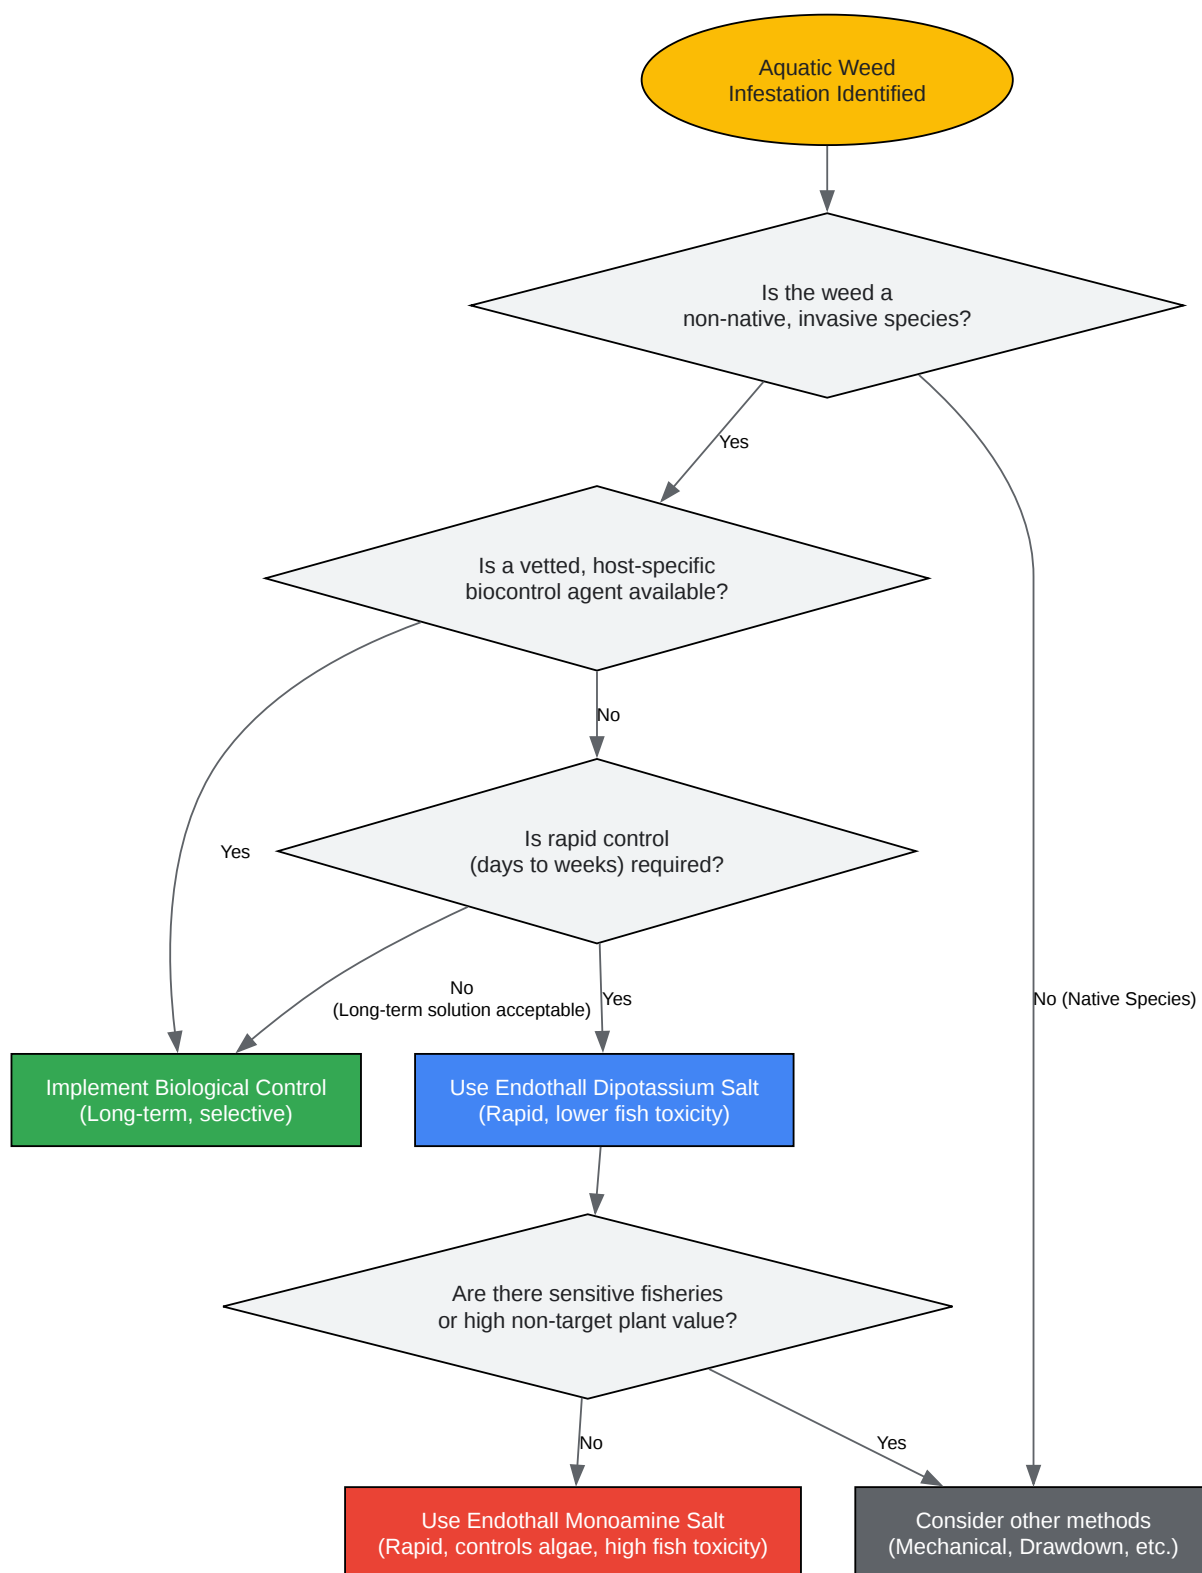 Aquatic Weed
Infestation Identified
Is the weed a
non-native, invasive species?
Yes
Is a vetted, host-specific
biocontrol agent available?
No
Yes
Is rapid control
(days to weeks) required?
No
(Long-term solution acceptable)
Yes
No (Native Species)
Implement Biological Control
(Long-term, selective)
Use Endothall Dipotassium Salt
(Rapid, lower fish toxicity)
Are there sensitive fisheries
or high non-target plant value?
No
Yes
Use Endothall Monoamine Salt
(Rapid, controls algae, high fish toxicity)
Consider other methods
(Mechanical, Drawdown, etc.)